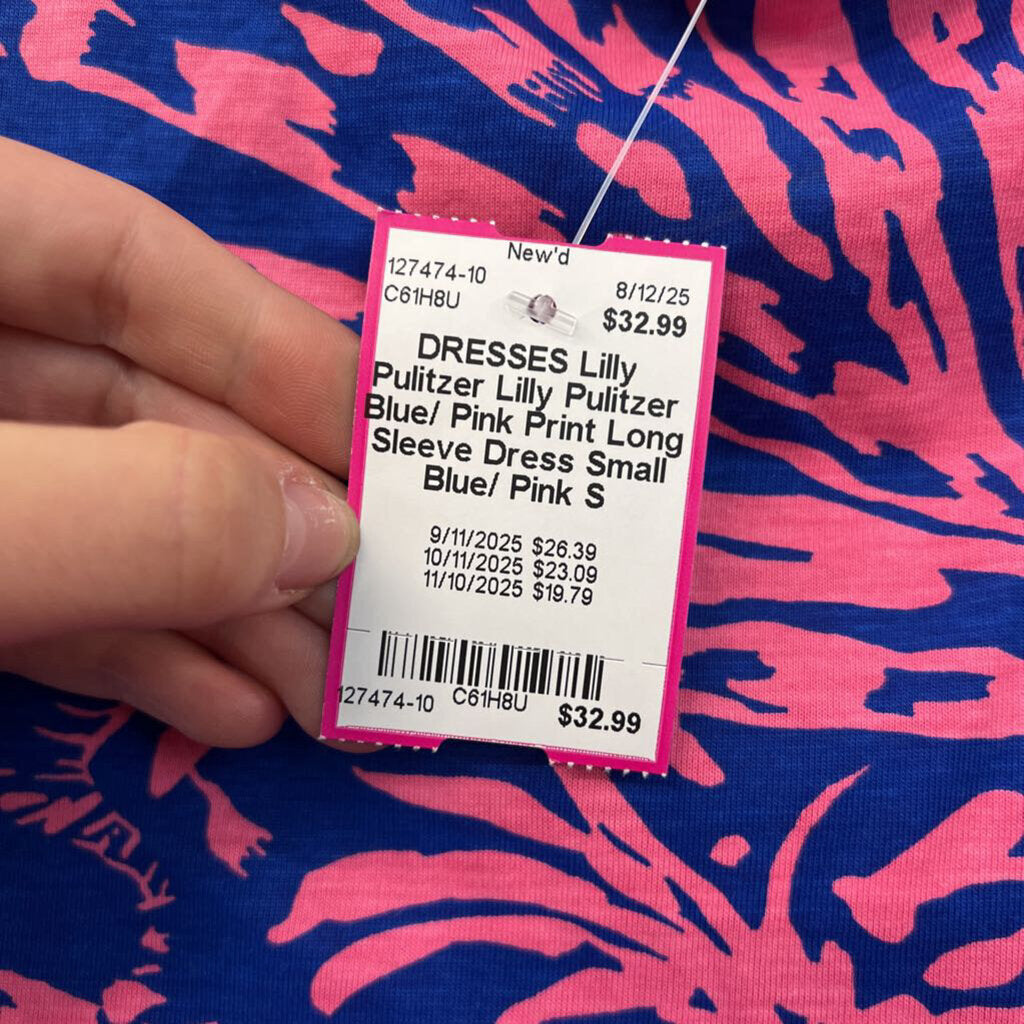 New'd
127474-10
8/12/25
C61H8U
$32.99
DRESSES Lilly
Pulitzer Lilly Pulitzer
Blue/ Pink Print Long
Sleeve Dress Small
Blue/ Pink S
9/11/2025 $26.39
10/11/2025 $23.09
11/10/2025 $19.79
127474-10 C61H8U $32.99